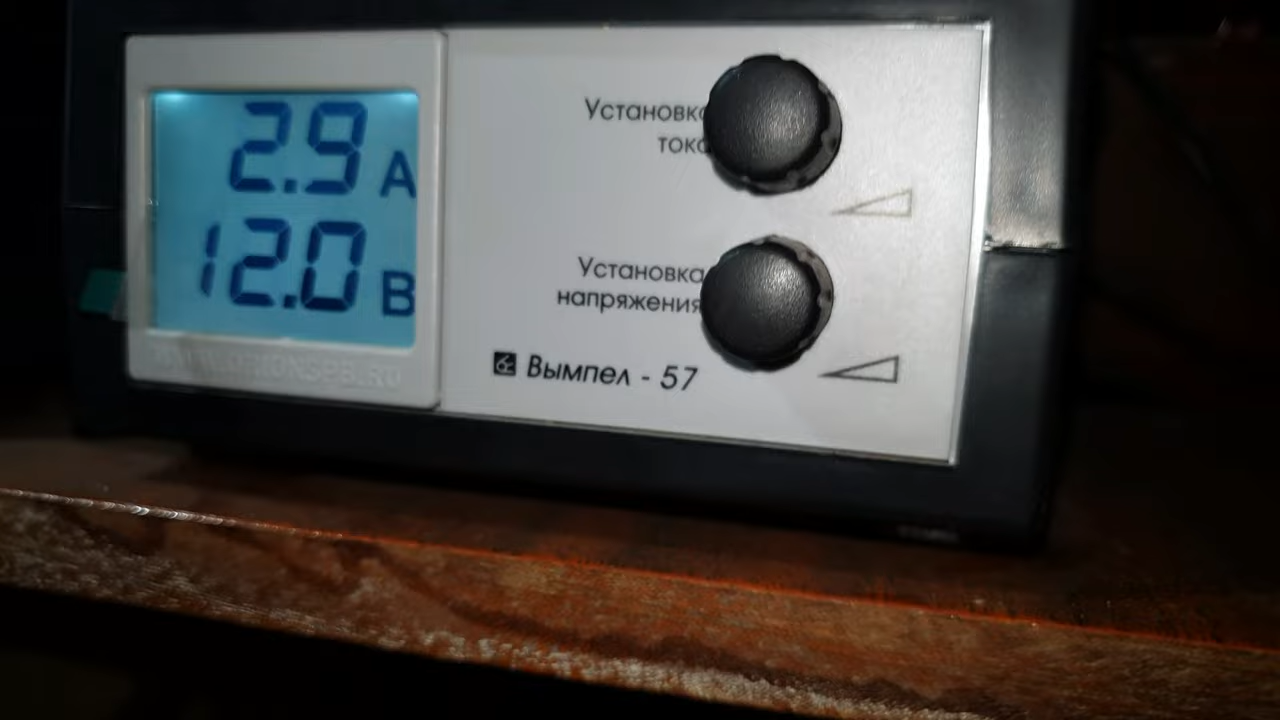 2.9 А
12.0 В
Установка
тока
Установка
напряжения
Вымпел - 57